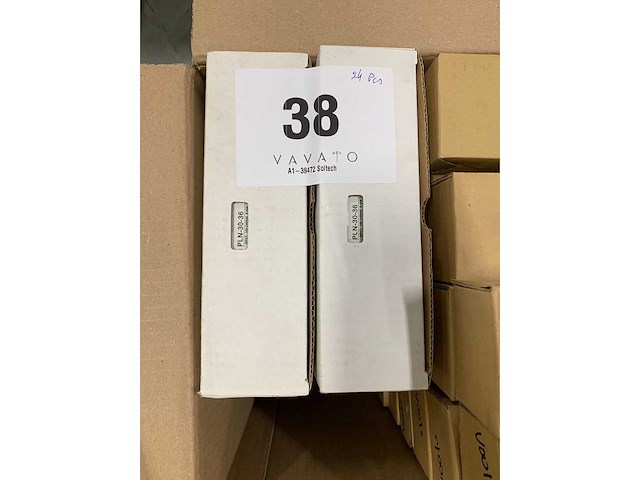 24 Pcs
38
VAVATO
A1-39472 Soltech
PLN-30-36
PLN-30-36